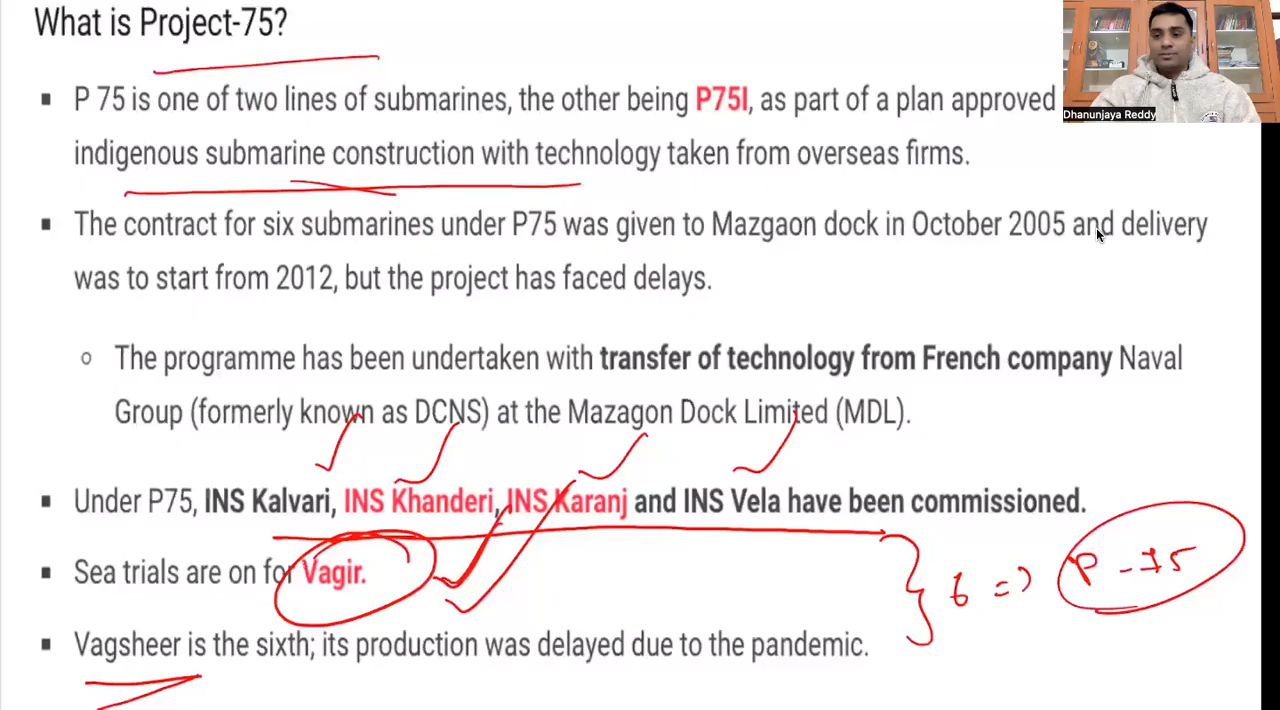 What is Project-75?
Dhanunjaya Reddy
▪ P 75 is one of two lines of submarines, the other being P75I, as part of a plan approved
indigenous submarine construction with technology taken from overseas firms.
▪ The contract for six submarines under P75 was given to Mazgaon dock in October 2005 and delivery
was to start from 2012, but the project has faced delays.
○ The programme has been undertaken with transfer of technology from French company Naval
Group (formerly known as DCNS) at the Mazagon Dock Limited (MDL).
▪ Under P75, INS Kalvari, INS Khanderi, INS Karanj and INS Vela have been commissioned.
▪ Sea trials are on for Vagir.
6 => P-75
▪ Vagsheer is the sixth; its production was delayed due to the pandemic.